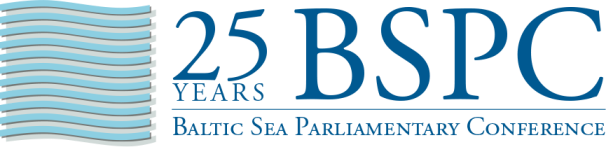 25 BSPC
YEARS
BALTIC SEA PARLIAMENTARY CONFERENCE